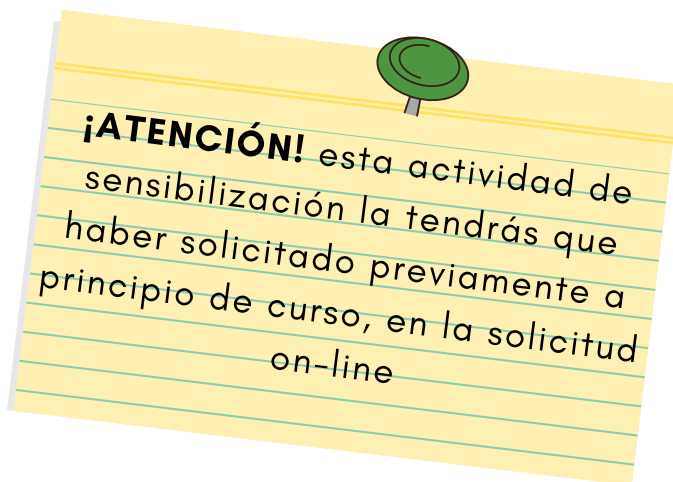 ¡ATENCIÓN! esta actividad de
sensibilización la tendrás que
haber solicitado previamente a
principio de curso, en la solicitud
on-line